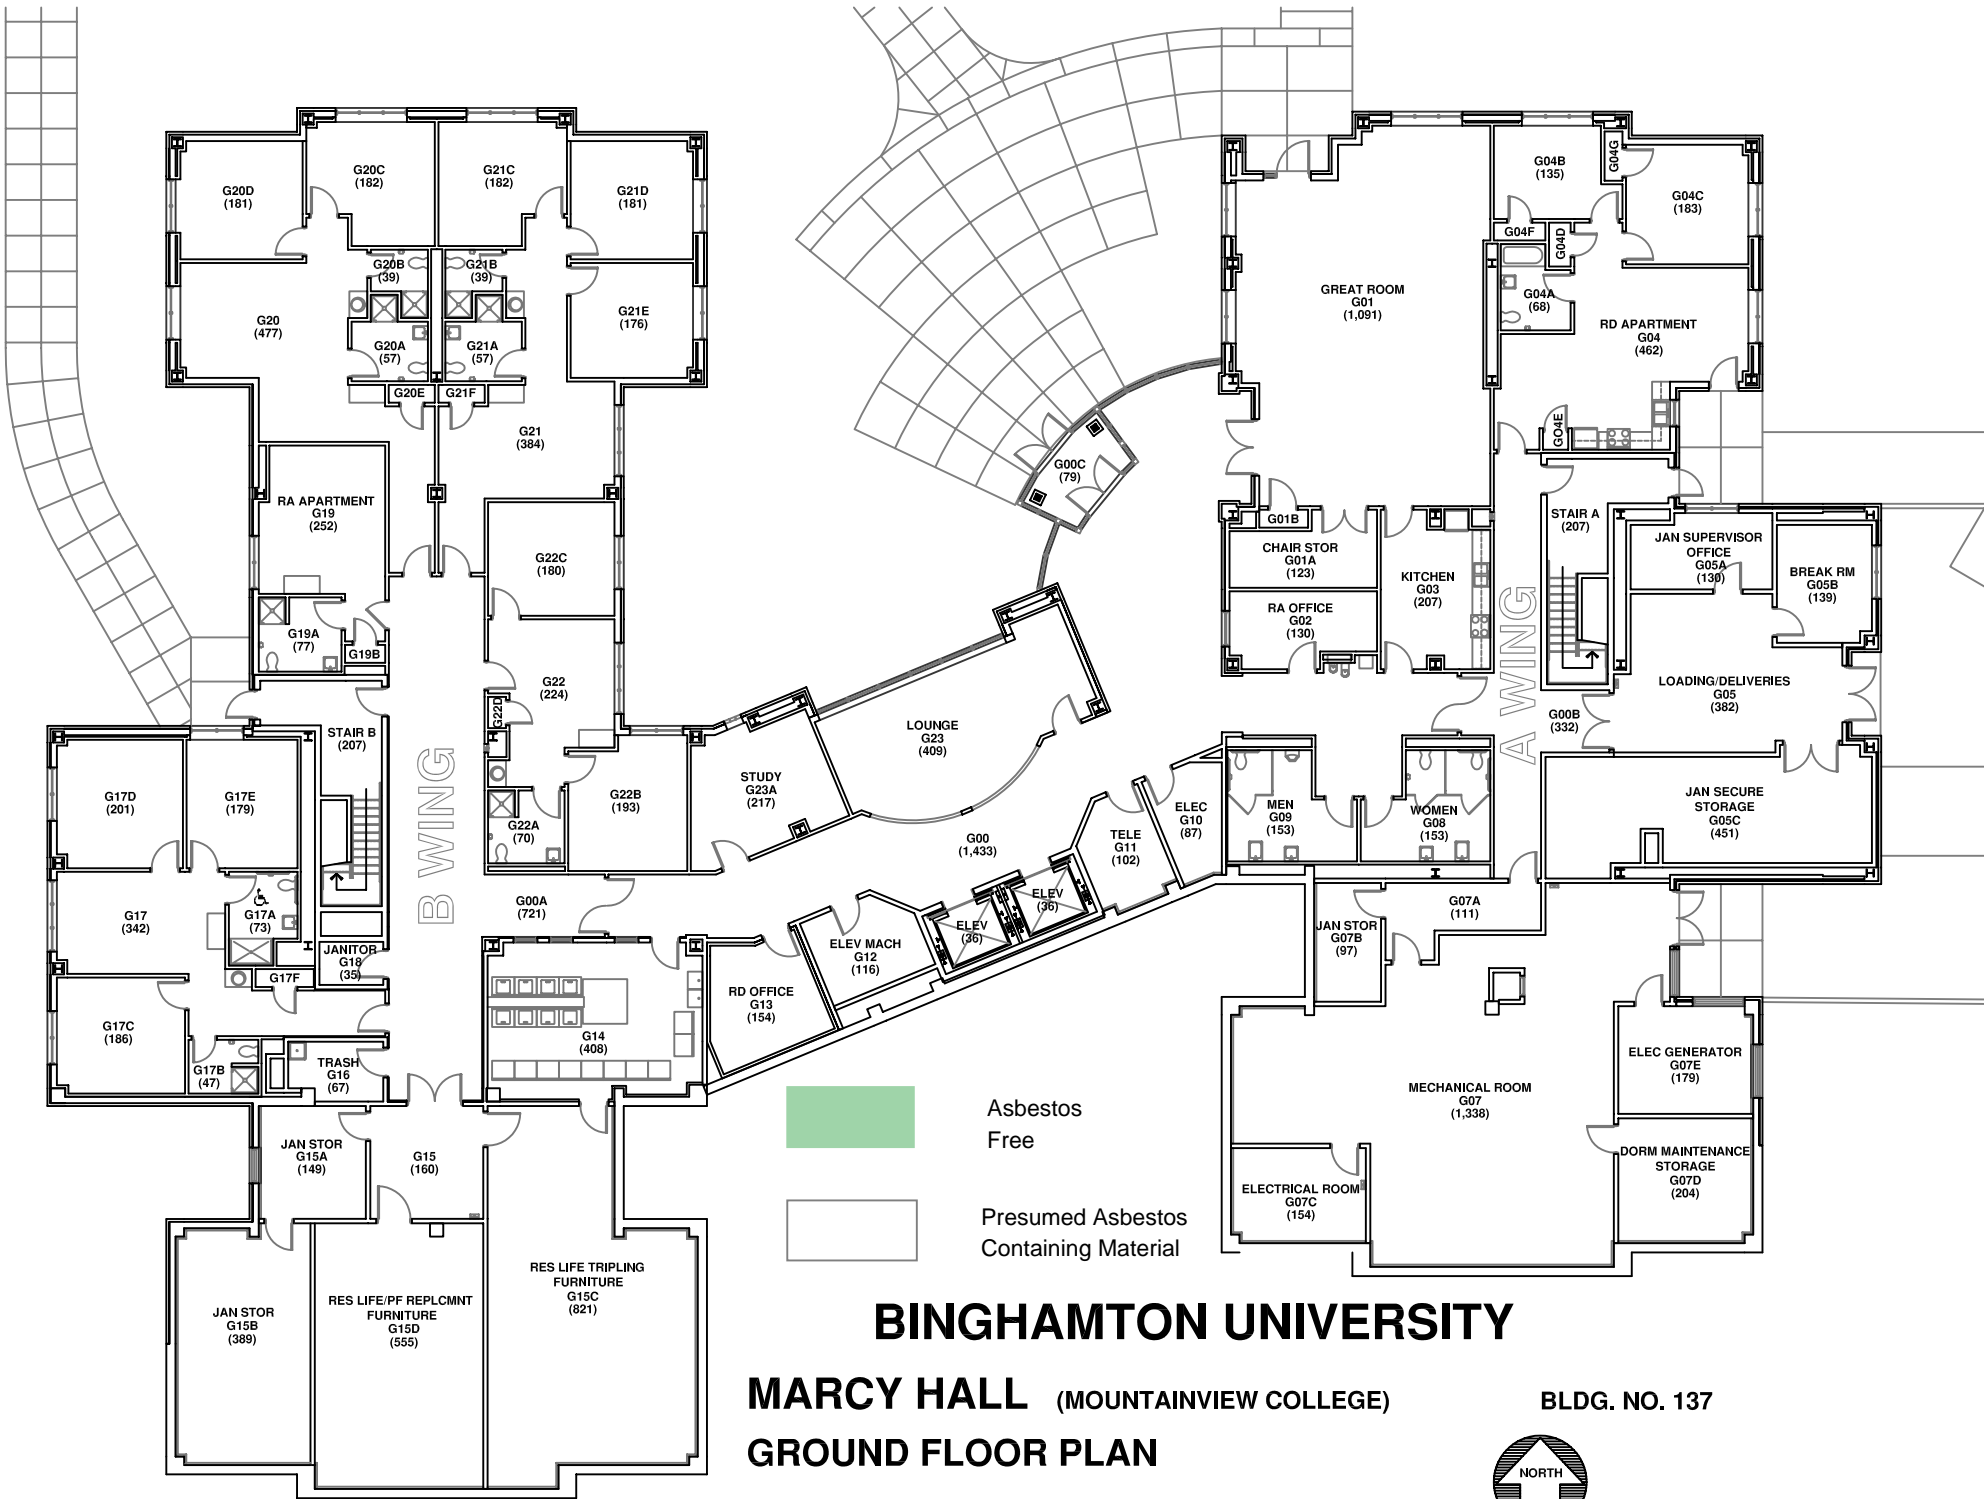 G20D
(181)
G20C
(182)
G21C
(182)
G21D
(181)
G20B
(39)
G21B
(39)
G20
(477)
G21E
(176)
G20A
(57)
G21A
(57)
G20E
G21F
G21
(384)
RA APARTMENT
G19
(252)
G22C
(180)
G19A
(77)
G19B
G22
(224)
G22D
STAIR B
(207)
B WING
G17D
(201)
G17E
(179)
G22A
(70)
G22B
(193)
STUDY
G23A
(217)
LOUNGE
G23
(409)
G17
(342)
G17A
(73)
G00A
(721)
JANITOR
G18
(35)
G17F
G17C
(186)
G17B
(47)
TRASH
G16
(67)
G14
(408)
RD OFFICE
G13
(154)
ELEV MACH
G12
(116)
ELEV
(36)
ELEV
(36)
G00
(1,433)
TELE
G11
(102)
ELEC
G10
(87)
JAN STOR
G15A
(149)
G15
(160)
JAN STOR
G15B
(389)
RES LIFE/PF REPLCMNT
FURNITURE
G15D
(555)
RES LIFE TRIPLING
FURNITURE
G15C
(821)
G00C
(79)
GREAT ROOM
G01
(1,091)
G04B
(135)
G04G
G04C
(183)
G04F
G04D
G04A
(68)
RD APARTMENT
G04
(462)
GO4E
G01B
CHAIR STOR
G01A
(123)
RA OFFICE
G02
(130)
KITCHEN
G03
(207)
A WING
STAIR A
(207)
JAN SUPERVISOR
OFFICE
G05A
(130)
BREAK RM
G05B
(139)
LOADING/DELIVERIES
G05
(382)
G00B
(332)
MEN
G09
(153)
WOMEN
G08
(153)
JAN SECURE
STORAGE
G05C
(451)
G07A
(111)
JAN STOR
G07B
(97)
MECHANICAL ROOM
G07
(1,338)
ELEC GENERATOR
G07E
(179)
ELECTRICAL ROOM
G07C
(154)
DORM MAINTENANCE
STORAGE
G07D
(204)
Asbestos
Free
Presumed Asbestos
Containing Material
BINGHAMTON UNIVERSITY
MARCY HALL (MOUNTAINVIEW COLLEGE)
BLDG. NO. 137
GROUND FLOOR PLAN
NORTH